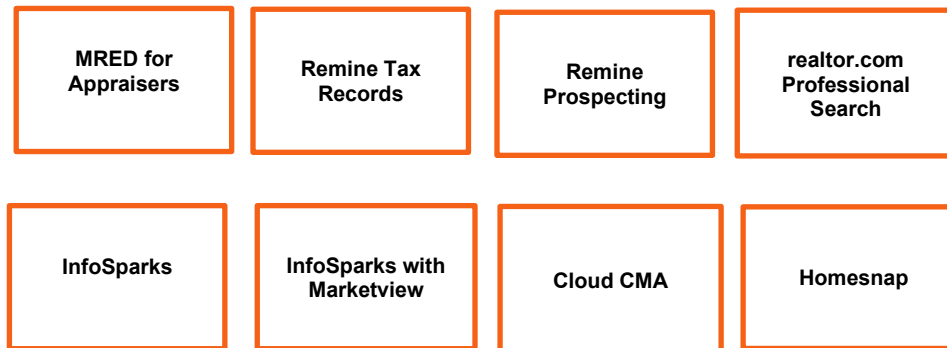 MRED for
Appraisers
Remine Tax
Records
Remine
Prospecting
realtor.com
Professional
Search
InfoSparks
InfoSparks with
Marketview
Cloud CMA
Homesnap